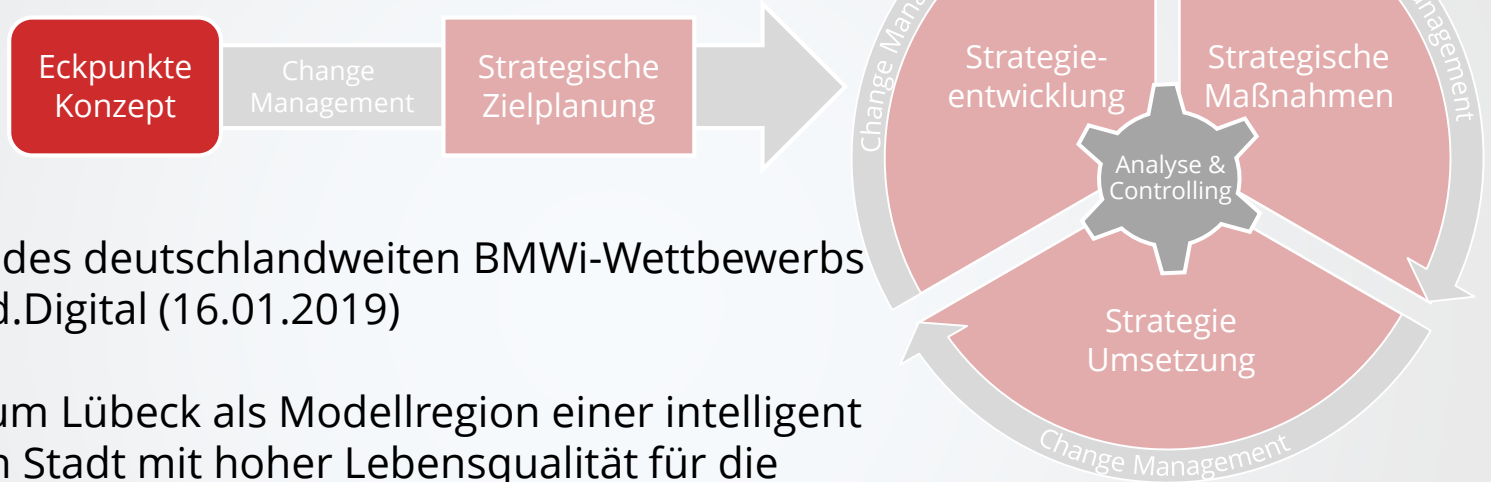 Eckpunkte
Konzept
Change
Management
Strategische
Zielplanung
Strategie-
entwicklung
Strategische
Maßnahmen
Change
Analyse &
Controlling
Strategie
Umsetzung
Change Management
des deutschlandweiten BMWi-Wettbewerbs
d.Digital (16.01.2019)
um Lübeck als Modellregion einer intelligent
Stadt mit hoher Lebensqualität für die